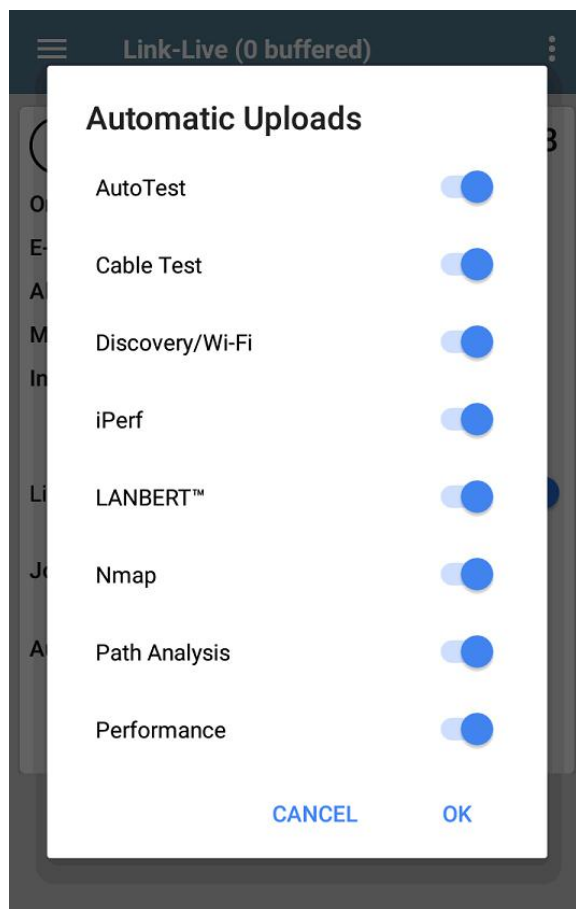 Link-Live (0 buffered)
Automatic Uploads
AutoTest
Cable Test
Discovery/Wi-Fi
iPerf
LANBERT™
Nmap
Path Analysis
Performance
CANCEL OK